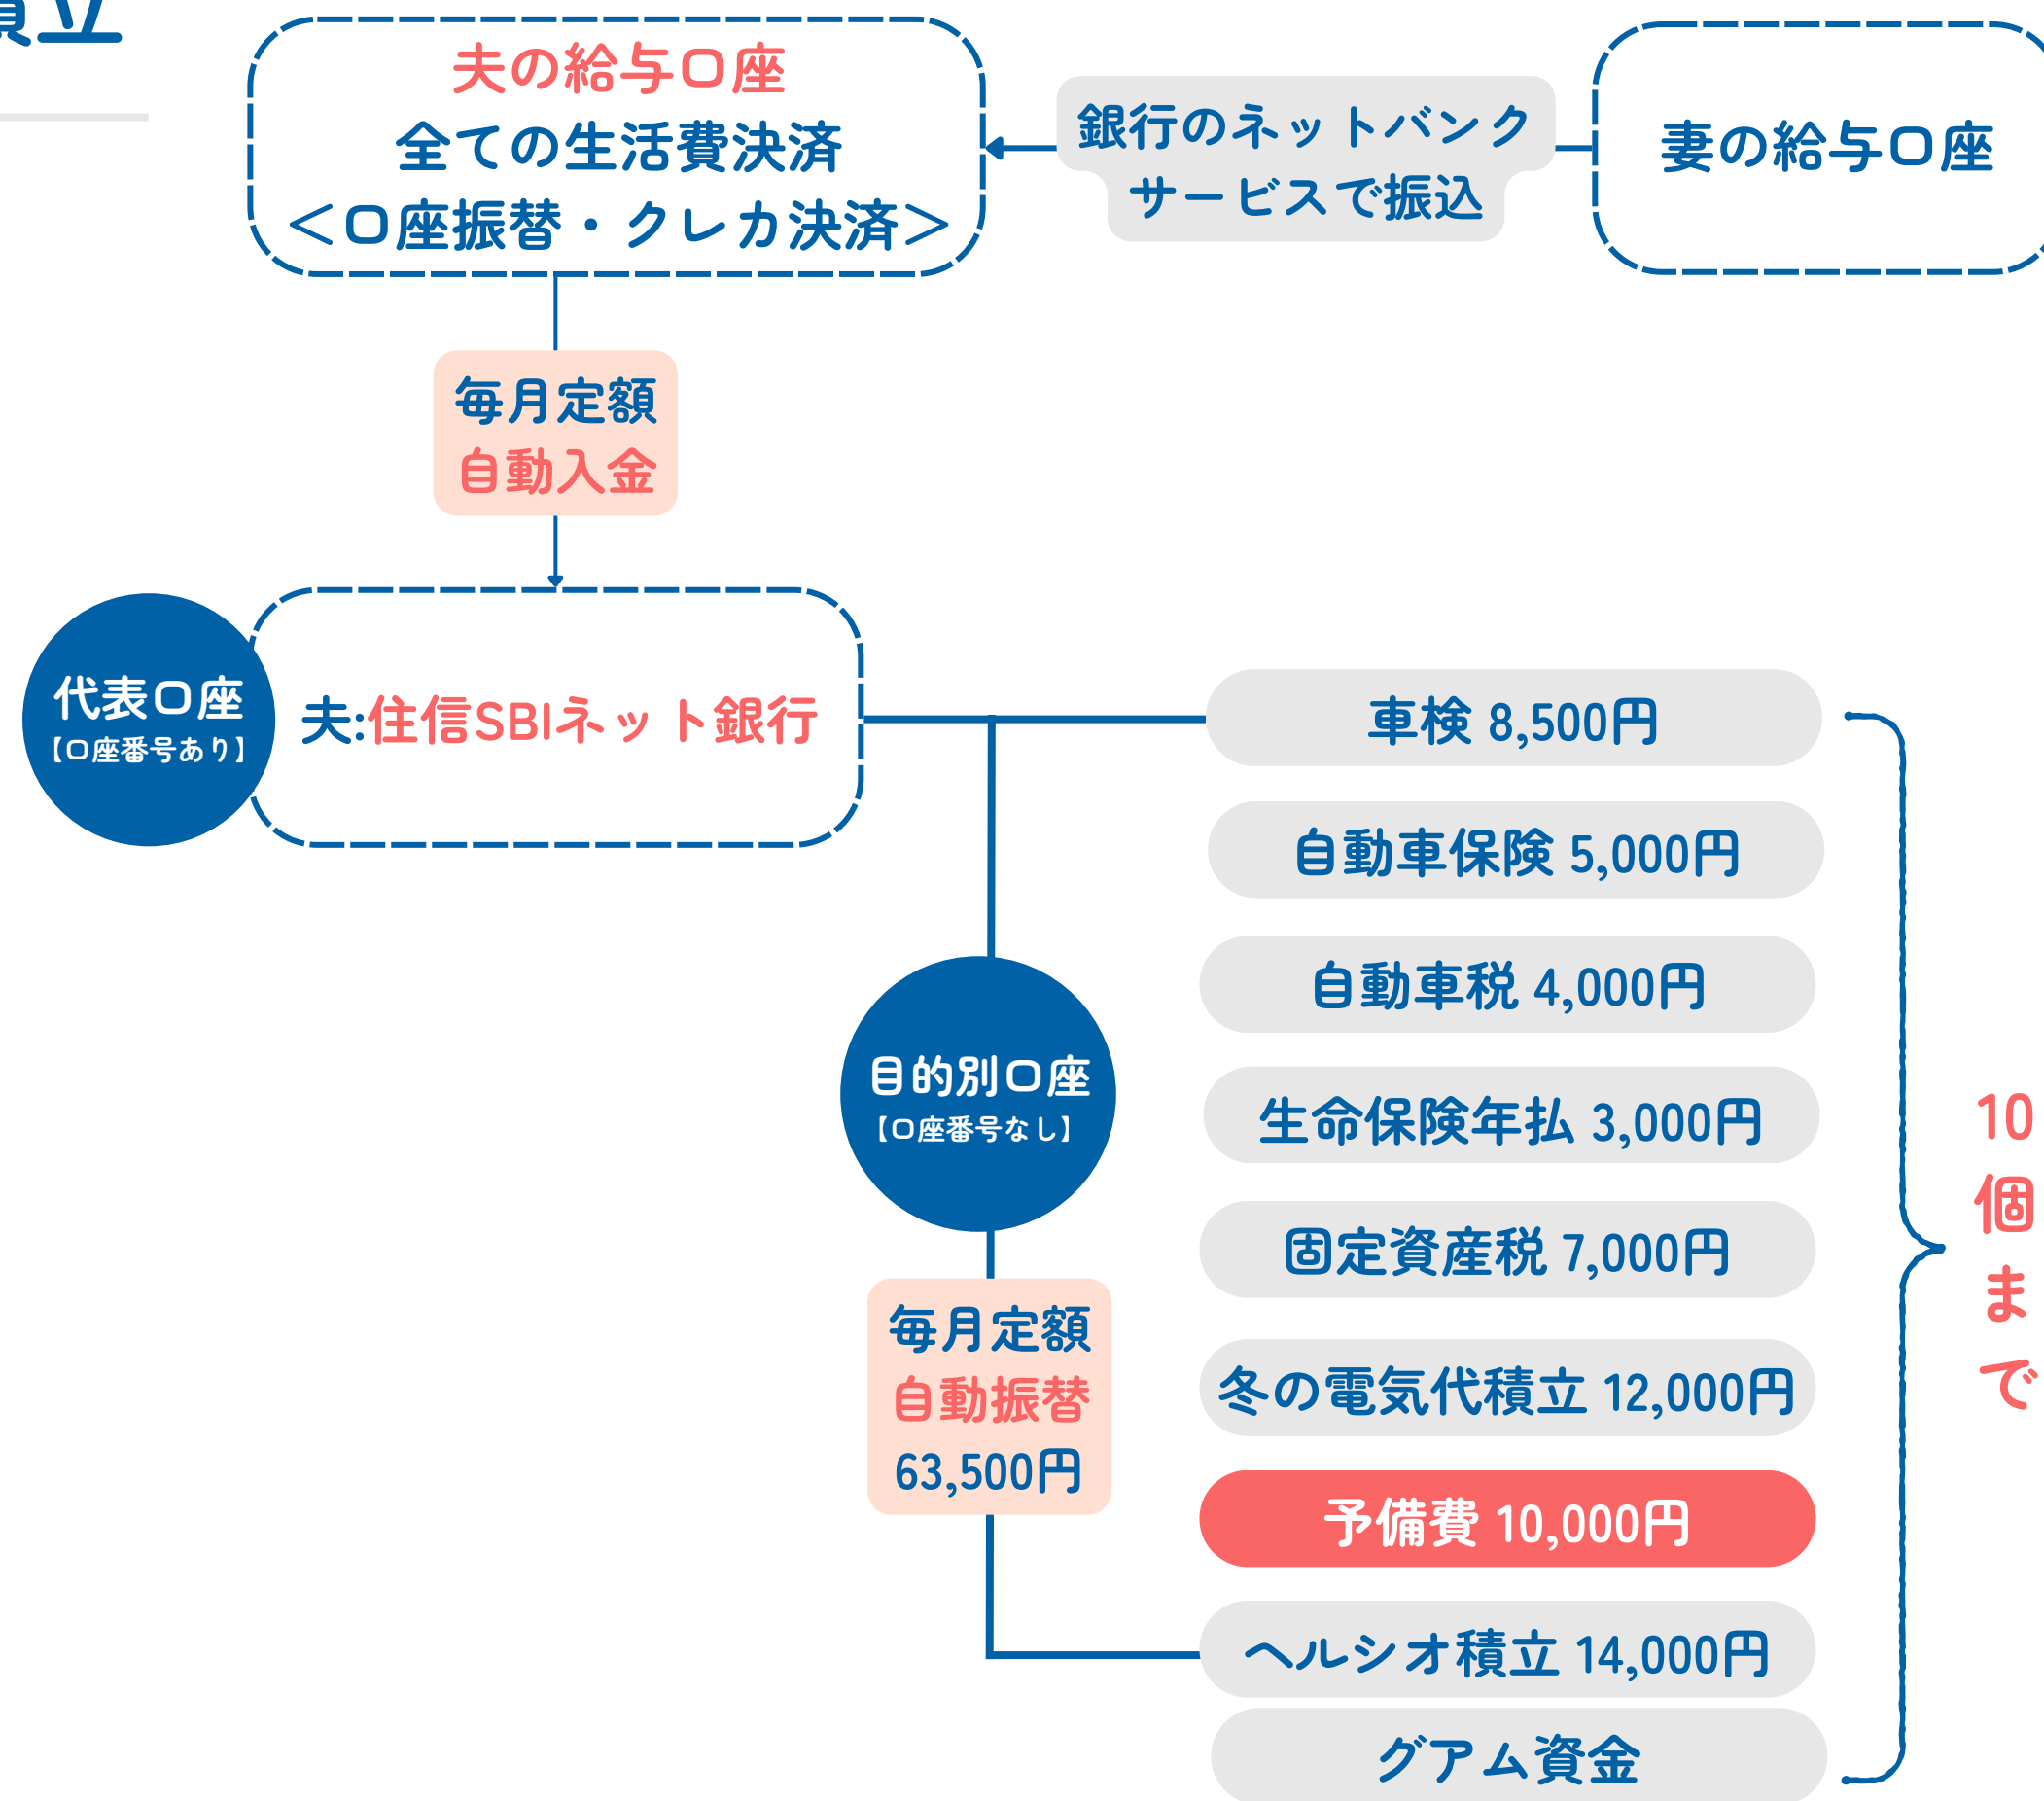 立
夫の給与口座
全ての生活費決済
＜口座振替・クレカ決済＞
銀行のネットバンク
サービスで振込
妻の給与口座
毎月定額
自動入金
代表口座
【口座番号あり】
夫:住信SBIネット銀行
目的別口座
【口座番号なし】
毎月定額
自動振替
63,500円
車検 8,500円
自動車保険 5,000円
自動車税 4,000円
生命保険年払 3,000円
固定資産税 7,000円
冬の電気代積立 12,000円
予備費 10,000円
ヘルシオ積立 14,000円
グアム資金
10
個
ま
で